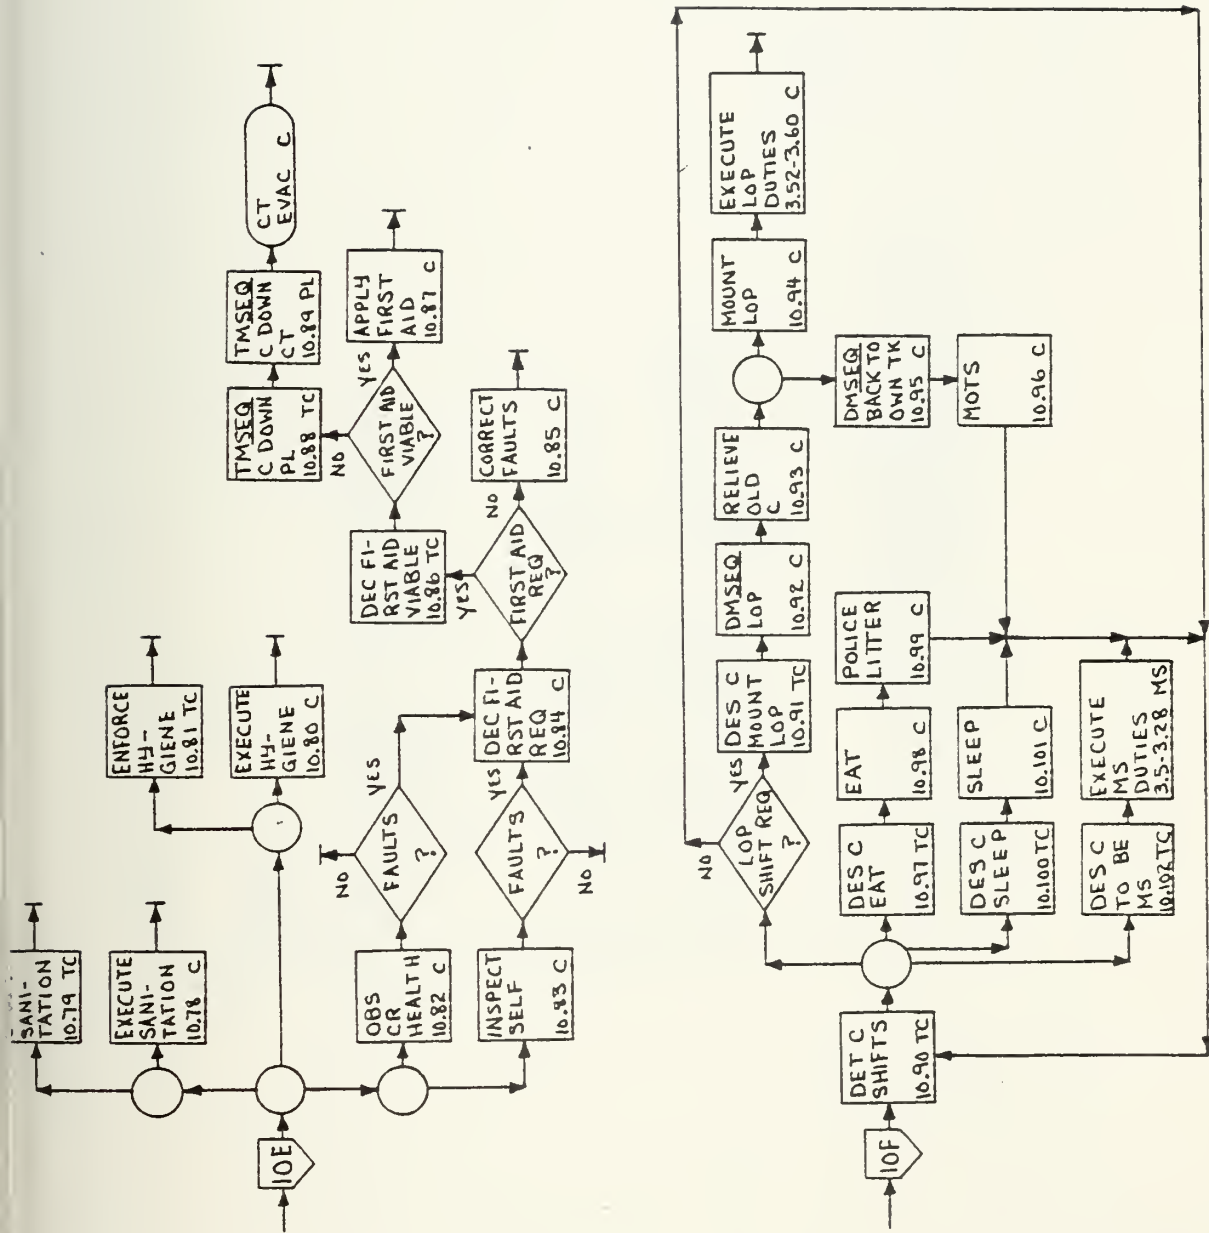 10E
SANI-
TATION
10.79 TC
EXECUTE
SANI-
TATION
10.78 C
ENFORCE
HY-
GIENE
10.81 TC
EXECUTE
HY-
GIENE
10.80 C
OBS
CR
HEALTH
10.82 C
INSPECT
SELF
10.83 C
FAULTS
?
NO
YES
FAULTS
?
YES
NO
DEC FI-
RST AID
REQ
10.84 C
FIRST AID
REQ
?
YES
NO
CORRECT
FAULTS
10.85 C
DEC FI-
RST AID
VIABLE
10.86 TC
FIRST AID
VIABLE
?
YES
NO
APPLY
FIRST
AID
10.87 C
TMSEQ
C DOWN
PL
10.88 TC
TMSEQ
C DOWN
CT
10.89 PL
CT
EVAC C
10F
DET C
SHIFTS
10.90 TC
LOP
SHIFT REQ
?
NO
YES
DES C
MOUNT
LOP
10.91 TC
DMSEQ
LOP
10.92 C
RELIEVE
OLD
C
10.93 C
MOUNT
LOP
10.94 C
EXECUTE
LOP
DUTIES
3.52-3.60 C
DMSEQ
BACK TO
OWN TK
10.95 C
MOTS
10.96 C
DES C
EAT
10.97 TC
EAT
10.98 C
POLICE
LITTER
10.99 C
DES C
SLEEP
10.100 TC
SLEEP
10.101 C
DES C
TO BE
MS
10.102 TC
EXECUTE
MS
DUTIES
3.5-3.28 MS